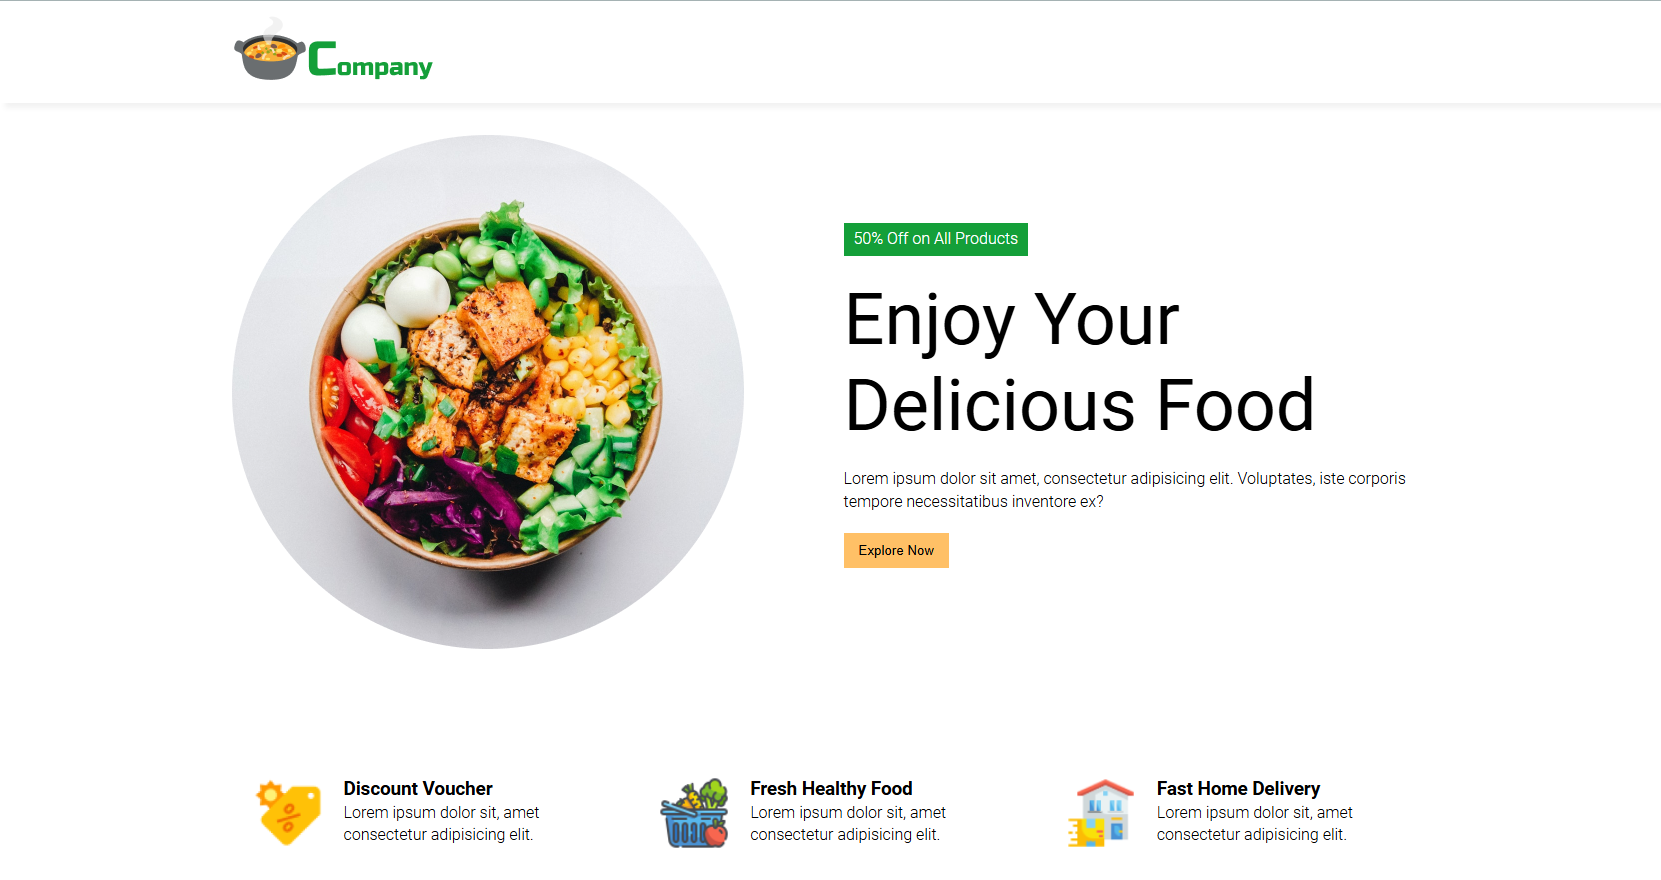 Company
50% Off on All Products
Enjoy Your
Delicious Food
Lorem ipsum dolor sit amet, consectetur adipisicing elit. Voluptates, iste corporis
tempore necessitatibus inventore ex?
Explore Now
Discount Voucher
Lorem ipsum dolor sit, amet
consectetur adipisicing elit.
Fresh Healthy Food
Lorem ipsum dolor sit, amet
consectetur adipisicing elit.
Fast Home Delivery
Lorem ipsum dolor sit, amet
consectetur adipisicing elit.